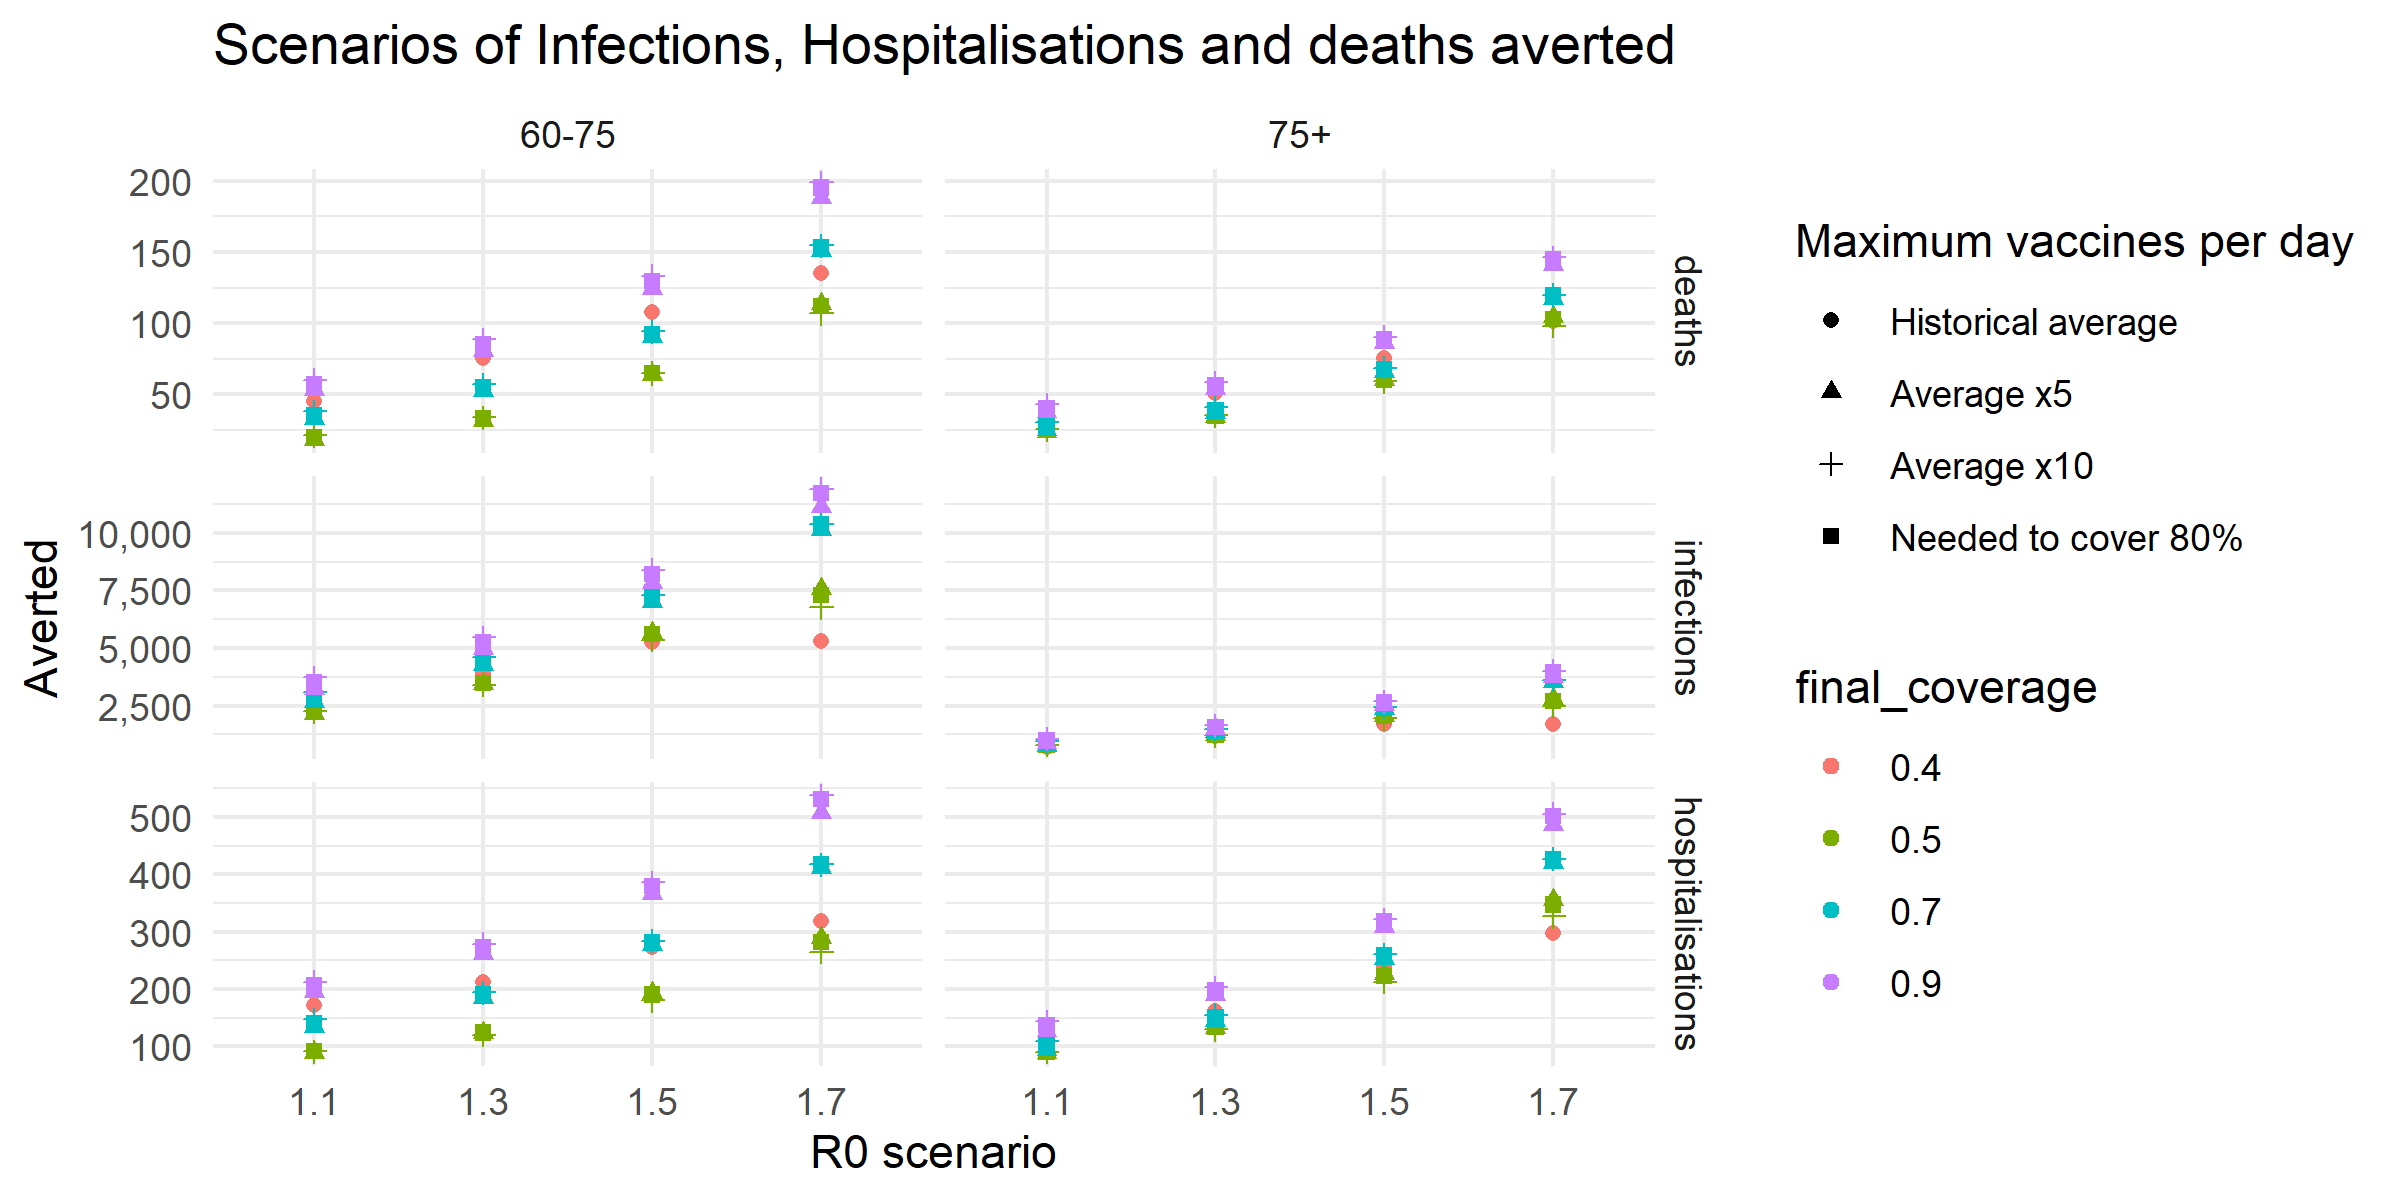 Scenarios of Infections, Hospitalisations and deaths averted
60-75
75+
200
150
100
50
deaths
10,000
7,500
5,000
2,500
infections
500
400
300
200
100
hospitalisations
Averted
1.1 1.3 1.5 1.7
1.1 1.3 1.5 1.7
R0 scenario
Maximum vaccines per day
Historical average
Average x5
Average x10
Needed to cover 80%
final_coverage
0.4
0.5
0.7
0.9